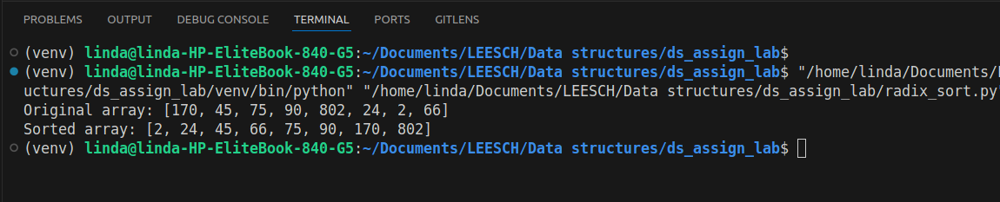 PROBLEMS OUTPUT DEBUG CONSOLE TERMINAL PORTS GITLENS
(venv) linda@linda-HP-EliteBook-840-G5:~/Documents/LEESCH/Data structures/ds_assign_lab$
(venv) linda@linda-HP-EliteBook-840-G5:~/Documents/LEESCH/Data structures/ds_assign_lab$ "/home/linda/Documents/
uctures/ds_assign_lab/venv/bin/python" "/home/linda/Documents/LEESCH/Data structures/ds_assign_lab/radix_sort.py"
Original array: [170, 45, 75, 90, 802, 24, 2, 66]
Sorted array: [2, 24, 45, 66, 75, 90, 170, 802]
(venv) linda@linda-HP-EliteBook-840-G5:~/Documents/LEESCH/Data structures/ds_assign_lab$